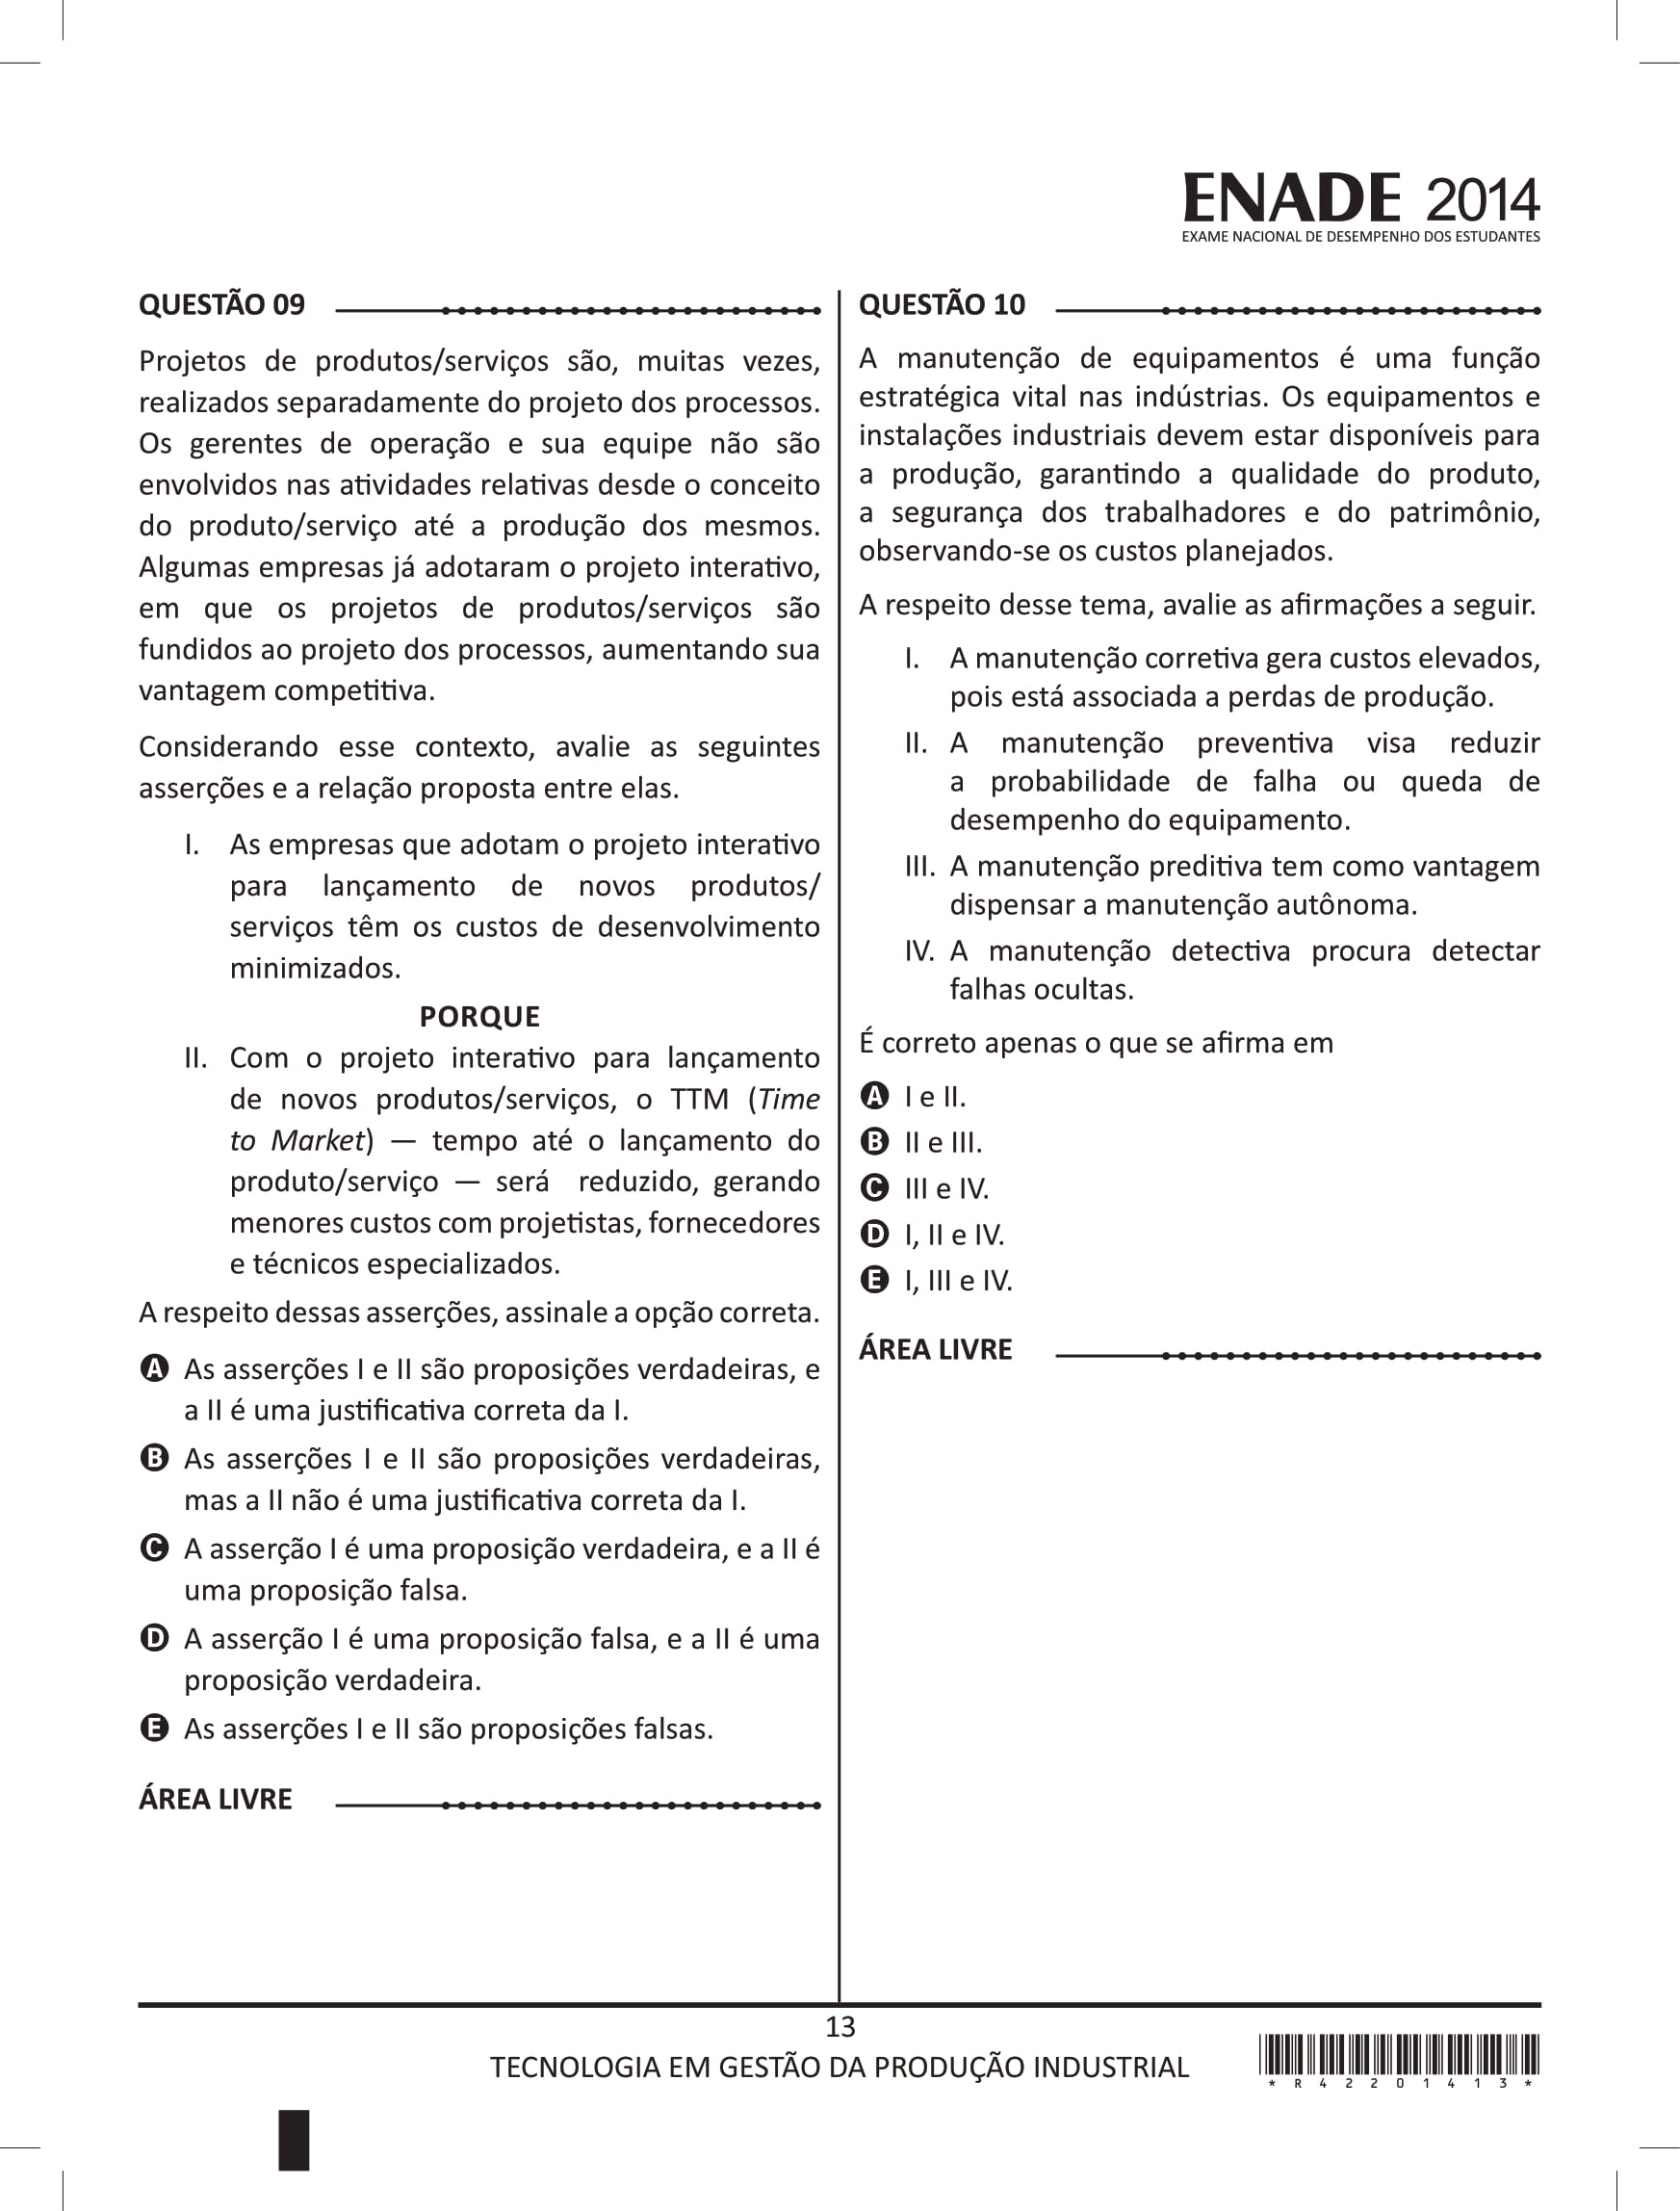 ENADE 2014
EXAME NACIONAL DE DESEMPENHO DOS ESTUDANTES
QUESTÃO 09
Projetos de produtos/serviços são, muitas vezes,
realizados separadamente do projeto dos processos.
Os gerentes de operação e sua equipe não são
envolvidos nas atividades relativas desde o conceito
do produto/serviço até a produção dos mesmos.
Algumas empresas já adotaram o projeto interativo,
em que os projetos de produtos/serviços são
fundidos ao projeto dos processos, aumentando sua
vantagem competitiva.
Considerando esse contexto, avalie as seguintes
asserções e a relação proposta entre elas.
I. As empresas que adotam o projeto interativo
para lançamento de novos produtos/
serviços têm os custos de desenvolvimento
minimizados.
PORQUE
II. Com o projeto interativo para lançamento
de novos produtos/serviços, o TTM (Time
to Market) — tempo até o lançamento do
produto/serviço — será reduzido, gerando
menores custos com projetistas, fornecedores
e técnicos especializados.
A respeito dessas asserções, assinale a opção correta.
A As asserções I e II são proposições verdadeiras, e
a II é uma justificativa correta da I.
B As asserções I e II são proposições verdadeiras,
mas a II não é uma justificativa correta da I.
C A asserção I é uma proposição verdadeira, e a II é
uma proposição falsa.
D A asserção I é uma proposição falsa, e a II é uma
proposição verdadeira.
E As asserções I e II são proposições falsas.
ÁREA LIVRE
QUESTÃO 10
A manutenção de equipamentos é uma função
estratégica vital nas indústrias. Os equipamentos e
instalações industriais devem estar disponíveis para
a produção, garantindo a qualidade do produto,
a segurança dos trabalhadores e do patrimônio,
observando-se os custos planejados.
A respeito desse tema, avalie as afirmações a seguir.
I. A manutenção corretiva gera custos elevados,
pois está associada a perdas de produção.
II. A manutenção preventiva visa reduzir
a probabilidade de falha ou queda de
desempenho do equipamento.
III. A manutenção preditiva tem como vantagem
dispensar a manutenção autônoma.
IV. A manutenção detectiva procura detectar
falhas ocultas.
É correto apenas o que se afirma em
A I e II.
B II e III.
C III e IV.
D I, II e IV.
E I, III e IV.
ÁREA LIVRE
13
TECNOLOGIA EM GESTÃO DA PRODUÇÃO INDUSTRIAL
* R 4 2 2 0 1 4 1 3 *